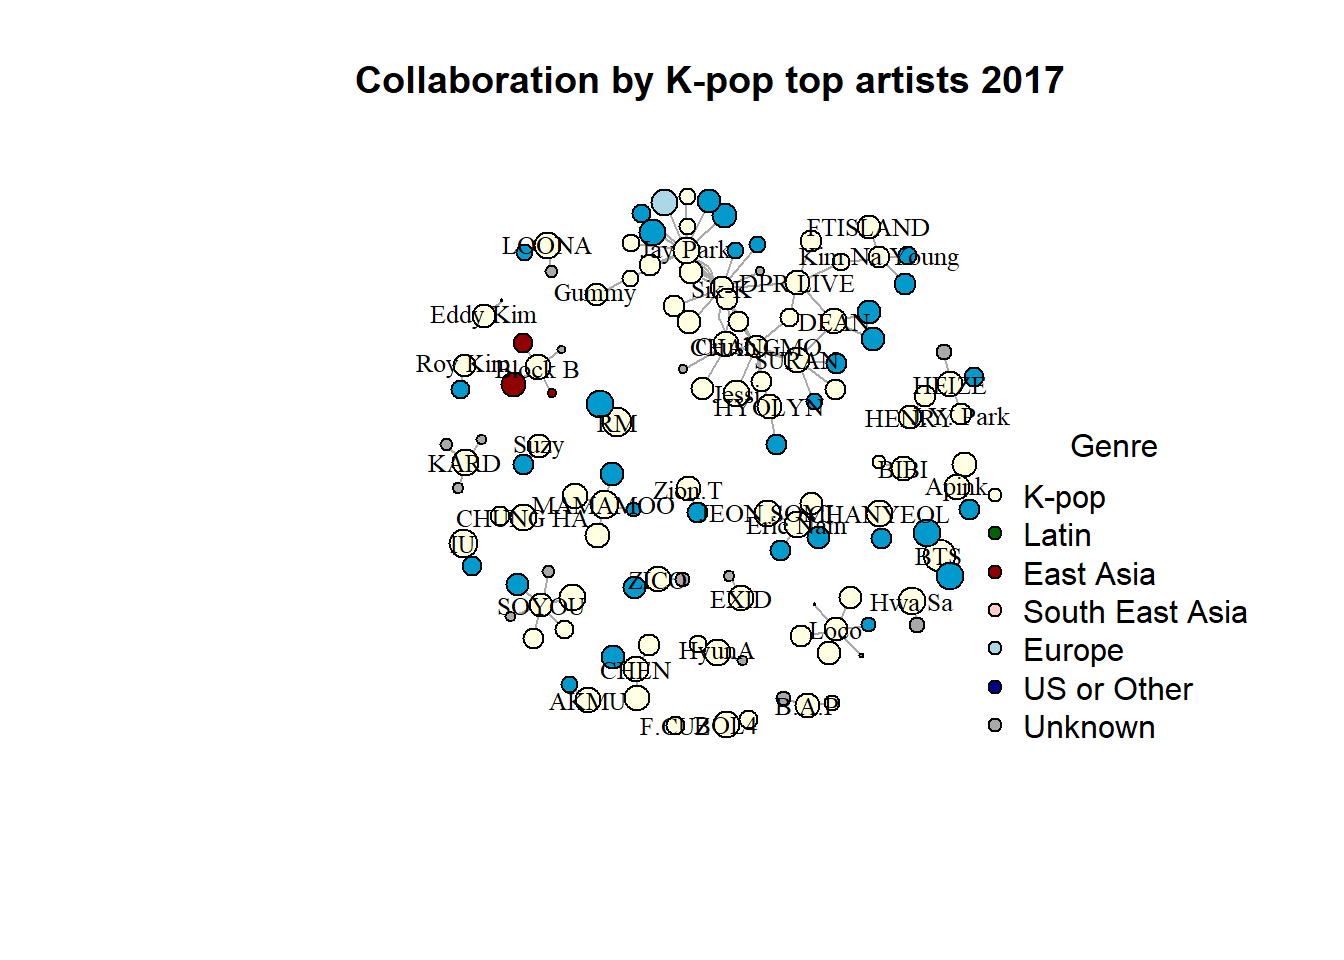 Collaboration by K-pop top artists 2017
FTISLAND
LOONA
Jay Park
Kim Na Young
DPR LIVE
Sik-K
Gummy
Eddy Kim
DEAN
CHANGMO
SURAN
Roy Kim
Block B
HEIZE
Jessi
HYOLYN
HENRY
Park
RM
Suzy
Genre
KARD
BIBI
Apink
Zion.T
K-pop
MAMAMOO
CHUNG HA
JEON SOMI
CHANYEOL
Eric Nam
Latin
IU
BTS
East Asia
ZICO
EXID
SOYOU
Hwa Sa
South East Asia
Loco
HyunA
Europe
CHEN
US or Other
AKMU
B.A.P
F.CUZ
BOL4
Unknown